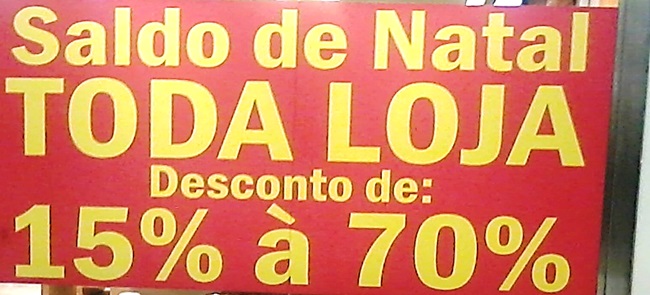 Saldo de Natal
TODA LOJA
Desconto de:
15% à 70%